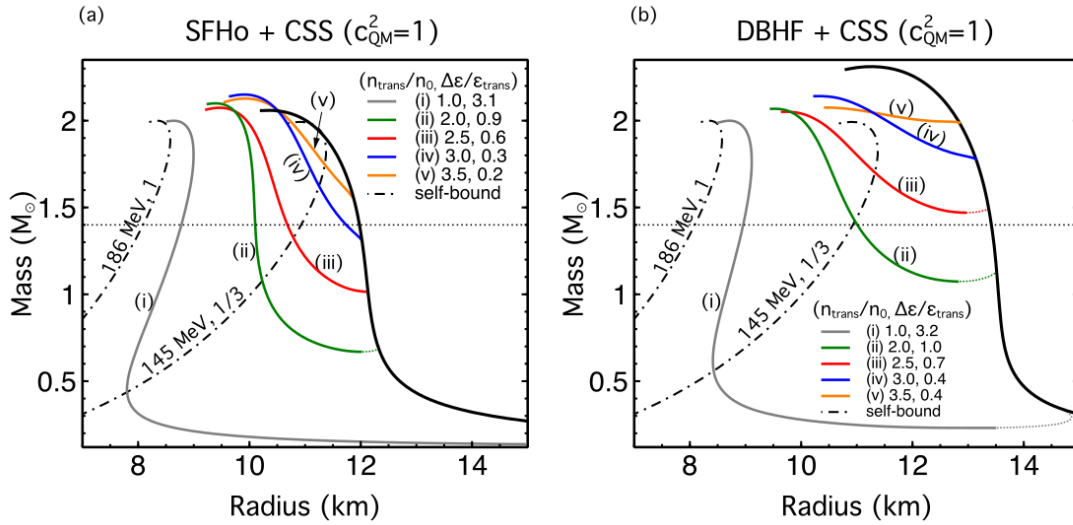 (a)
SFHo + CSS (c²QM=1)
(ntrans/n0, Δε/εtrans)
(i) 1.0, 3.1
(ii) 2.0, 0.9
(iii) 2.5, 0.6
(iv) 3.0, 0.3
(v) 3.5, 0.2
self-bound
(v)
(iv)
186 MeV, 1
(ii)
(iii)
(i)
145 MeV, 1/3
2
1.5
1
0.5
Mass (M⊙)
8
10
12
14
Radius (km)
(b)
DBHF + CSS (c²QM=1)
(v)
(iv)
186 MeV, 1
(iii)
(ii)
(i)
145 MeV, 1/3
(ntrans/n0, Δε/εtrans)
(i) 1.0, 3.2
(ii) 2.0, 1.0
(iii) 2.5, 0.7
(iv) 3.0, 0.4
(v) 3.5, 0.4
self-bound
2
1.5
1
0.5
Mass (M⊙)
8
10
12
14
Radius (km)